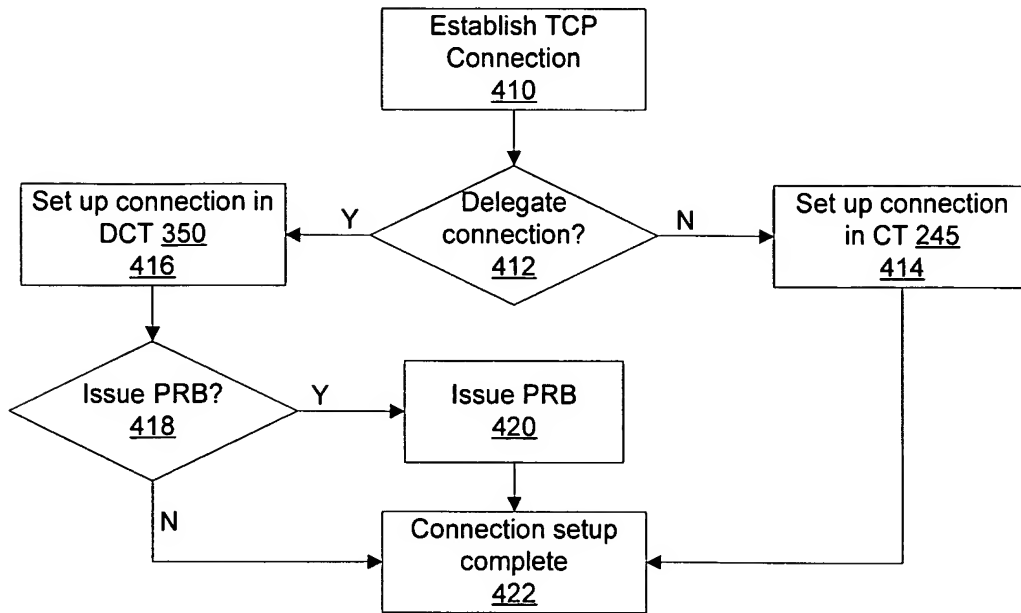 Establish TCP
Connection
410
Delegate
connection?
412
Y
N
Set up connection in
DCT 350
416
Set up connection
in CT 245
414
Issue PRB?
418
Y
N
Issue PRB
420
Connection setup
complete
422